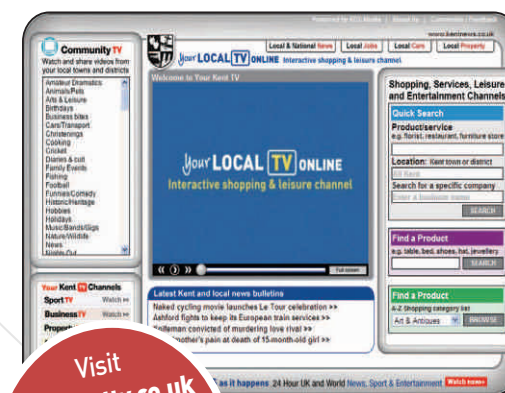 Powered by KCC Media | About Us | Comments / Feedback
www.kentnews.co.uk
Local & National News
Local Jobs
Local Cars
Local Property
Your LOCAL TV ONLINE Interactive shopping & leisure channel
Community TV
Watch and share videos from
your local towns and districts
Amateur Dramatics
Animals/Pets
Arts & Leisure
Birthdays
Business bites
Cars/Transport
Christenings
Cooking
Cricket
Diaries & cult
Family Events
Fishing
Football
Funnies/Comedy
Historic/Heritage
Hobbies
Holidays
Music/Bands/Gigs
Nature/Wildlife
News
Nights Out
Your Kent TV Channels
Sport TV Watch >>
Business TV Watch >>
Welcome to Your Kent TV
Your LOCAL TV ONLINE
Interactive shopping & leisure channel
Full screen
Latest Kent and local news bulletins
Naked cycling movie launches Le Tour celebration >>
Ashford fights to keep its European train services >>
convicted of murdering love rival >>
pain at death of 15-month-old girl >>
as it happens 24 Hour UK and World News, Sport & Entertainment Watch now>>
Shopping, Services, Leisure
and Entertainment Channels
Quick Search
Product/service
e.g. florist, restaurant, furniture store
Location: Kent town or district
All Kent
Search for a specific company
Enter a business name
SEARCH
Find a Product
e.g. table, bed, shoes, hat, jewellery
SEARCH
Find a Product
A-Z Shopping category list
Art & Antiques
BROWSE
Visit
.co.uk